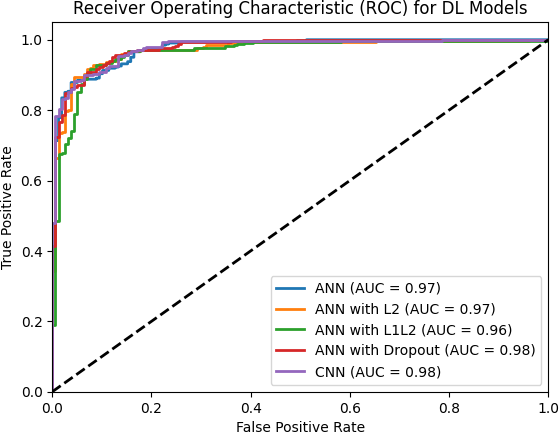 Receiver Operating Characteristic (ROC) for DL Models
True Positive Rate
1.0
0.8
0.6
0.4
0.2
0.0
ANN (AUC = 0.97)
ANN with L2 (AUC = 0.97)
ANN with L1L2 (AUC = 0.96)
ANN with Dropout (AUC = 0.98)
CNN (AUC = 0.98)
0.0 0.2 0.4 0.6 0.8 1.0
False Positive Rate